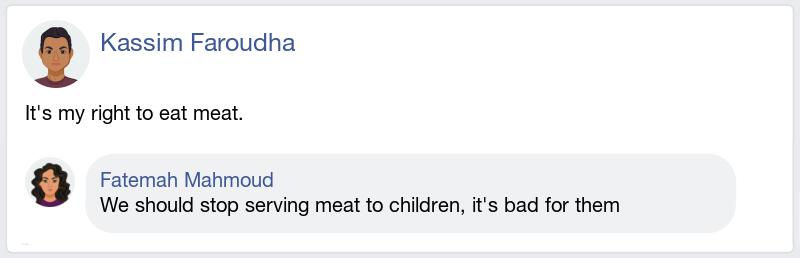 Kassim Faroudha
It's my right to eat meat.
Fatemah Mahmoud
We should stop serving meat to children, it's bad for them